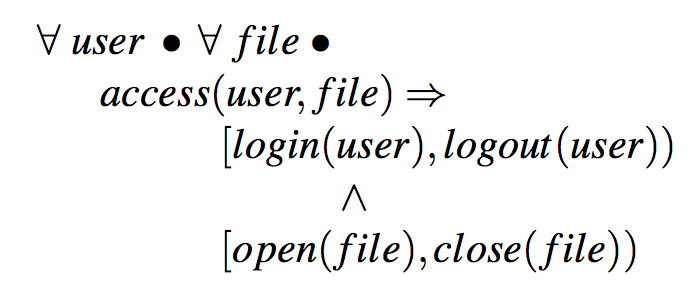 ∀ user • ∀ file •
access(user, file) ⇒
[login(user), logout(user))
∧
[open(file), close(file))